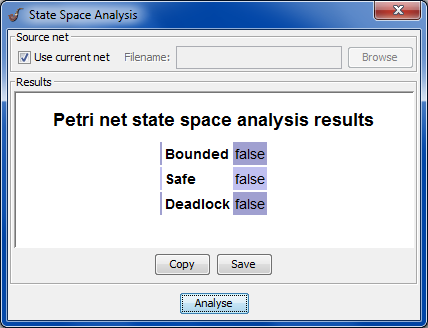 State Space Analysis
Source net
Use current net Filename: Browse
Results
Petri net state space analysis results
Bounded false
Safe false
Deadlock false
Copy Save
Analyse